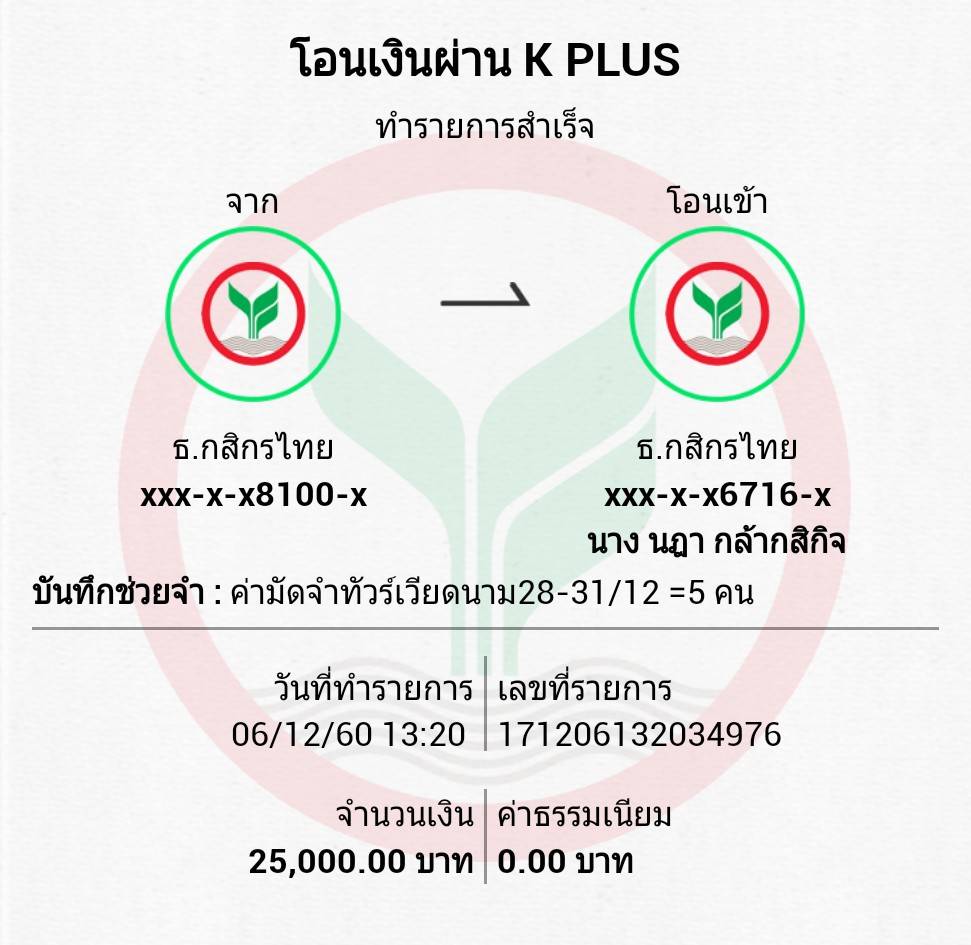 โอนเงินผ่าน K PLUS
ทำรายการสำเร็จ
จาก
โอนเข้า
ธ.กสิกรไทย
xxx-x-x8100-x
ธ.กสิกรไทย
xxx-x-x6716-x
นาง นฎา กล้ากสิกิจ
บันทึกช่วยจำ : ค่ามัดจำทัวร์เวียดนาม28-31/12 =5 คน
วันที่ทำรายการ
06/12/60 13:20
เลขที่รายการ
171206132034976
จำนวนเงิน
25,000.00 บาท
ค่าธรรมเนียม
0.00 บาท